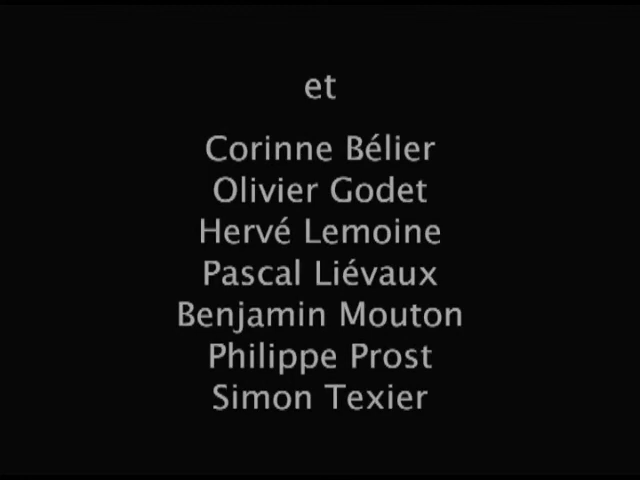 et
Corinne Bélier
Olivier Godet
Hervé Lemoine
Pascal Liévaux
Benjamin Mouton
Philippe Prost
Simon Texier